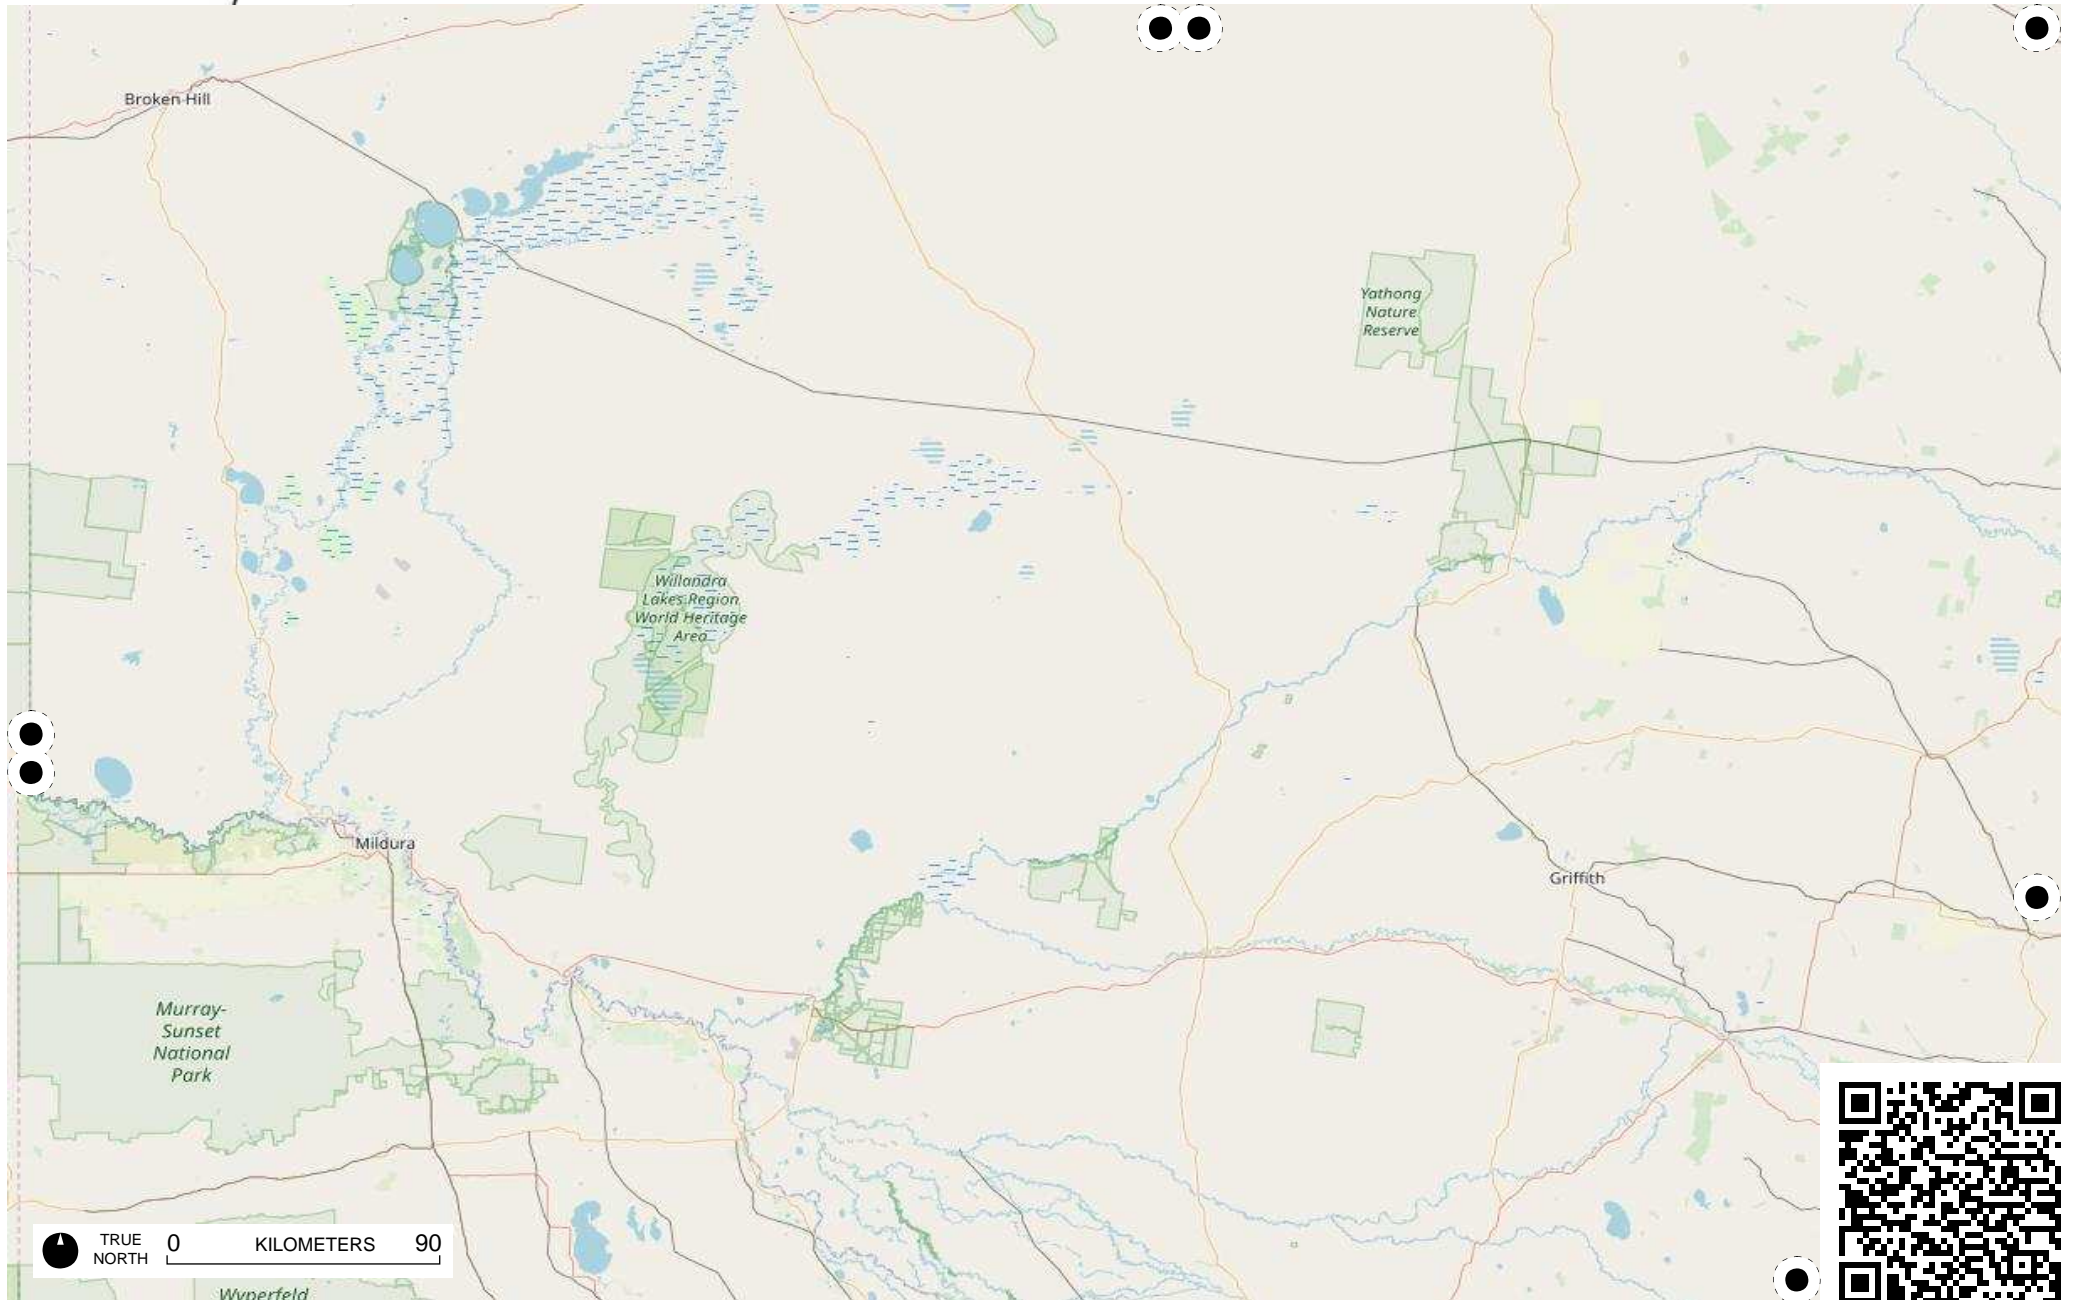 Broken Hill
Yathong
Nature
Reserve
Willandra
Lakes Region
World Heritage
Area
Mildura
Griffith
Murray-
Sunset
National
Park
TRUE
NORTH
0 KILOMETERS 90
Wyperfeld